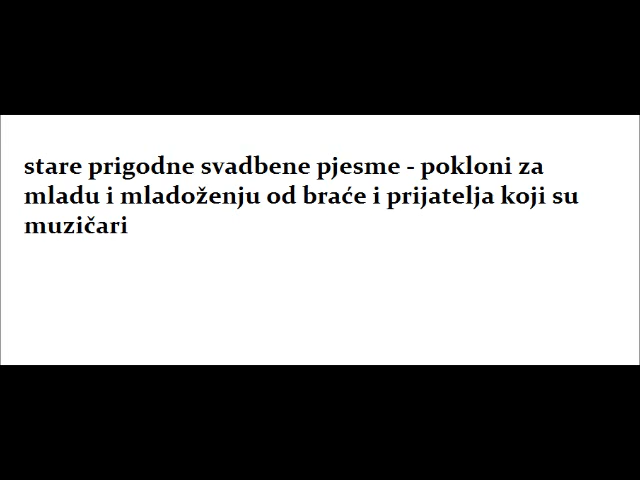 stare prigodne svadbene pjesme - pokloni za
mladu i mladoženju od braće i prijatelja koji su
muzičari